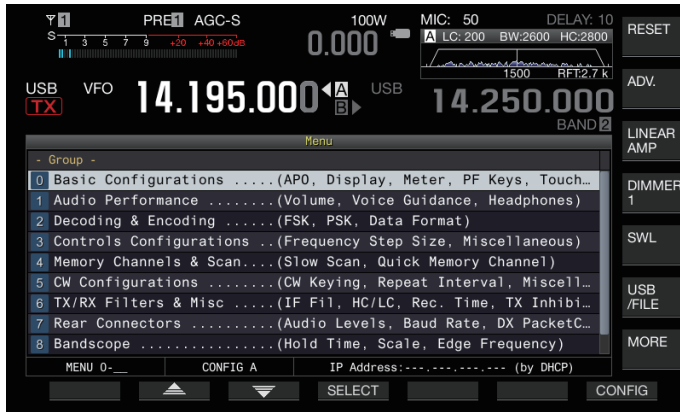 1 PRE1 AGC-S 100W MIC: 50 DELAY: 10
S 1 3 5 7 9 +20 +40 +60dB 0.000 A LC: 200 BW:2600 HC:2800
1500 RFT:2.7 k
USB VFO 14.195.000 A USB 14.250.000
TX B BAND 2
Menu
- Group -
0 Basic Configurations .....(APO, Display, Meter, PF Keys, Touch…
1 Audio Performance ........(Volume, Voice Guidance, Headphones)
2 Decoding & Encoding ......(FSK, PSK, Data Format)
3 Controls Configurations ..(Frequency Step Size, Miscellaneous)
4 Memory Channels & Scan....(Slow Scan, Quick Memory Channel)
5 CW Configurations ........(CW Keying, Repeat Interval, Miscell…
6 TX/RX Filters & Misc .....(IF Fil, HC/LC, Rec. Time, TX Inhibi…
7 Rear Connectors ..........(Audio Levels, Baud Rate, DX PacketC…
8 Bandscope ................(Hold Time, Scale, Edge Frequency)
MENU 0-__ CONFIG A IP Address:---.---.---.--- (by DHCP)
SELECT CONFIG
RESET
ADV.
LINEAR
AMP
DIMMER
1
SWL
USB
/FILE
MORE